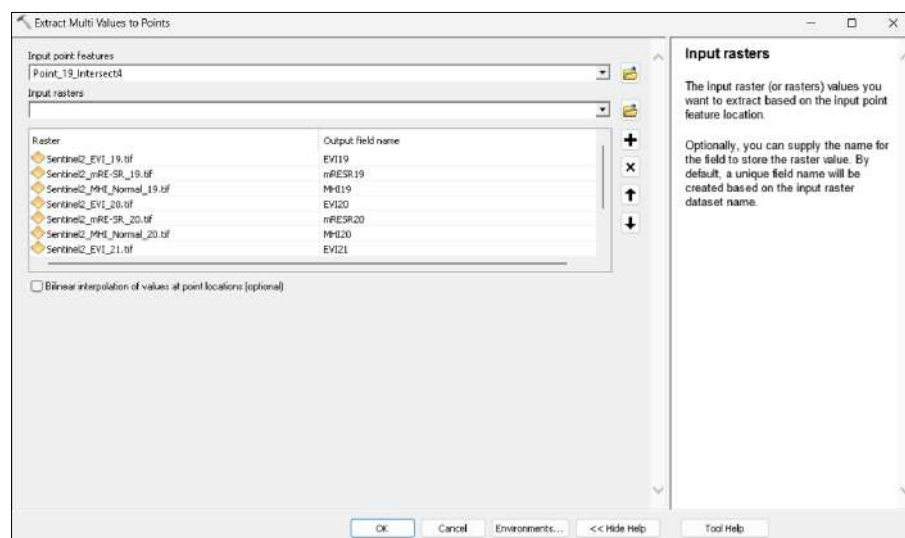 Extract Multi Values to Points
Input point features
Point_19_Intersect4
Input rasters
Raster Output field name
Sentinel2_EVI_19.tif EVI19
Sentinel2_mRE-SR_19.tif mRESR19
Sentinel2_MHI_Normal_19.tif MHI19
Sentinel2_EVI_20.tif EVI20
Sentinel2_mRE-SR_20.tif mRESR20
Sentinel2_MHI_Normal_20.tif MHI20
Sentinel2_EVI_21.tif EVI21
Bilinear interpolation of values at point locations (optional)
Input rasters
The input raster (or rasters) values you
want to extract based on the input point
feature location.
Optionally, you can supply the name for
the field to store the raster value. By
default, a unique field name will be
created based on the input raster
dataset name.
OK Cancel Environments... << Hide Help Tool Help